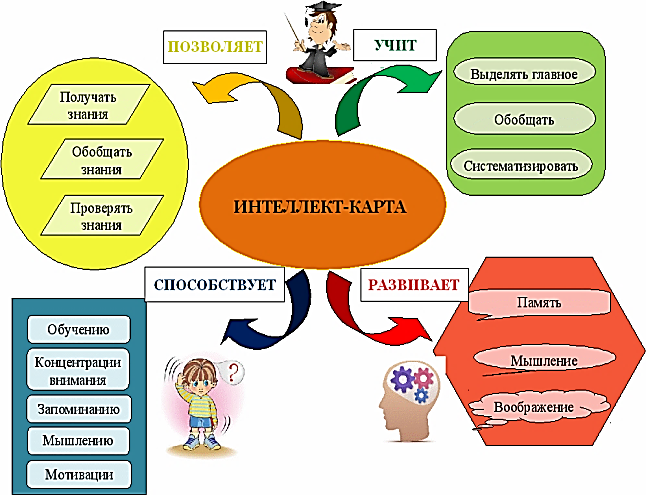 ПОЗВОЛЯЕТ
УЧИТ
Получать
знания
Обобщать
знания
Проверять
знания
Выделять главное
Обобщать
Систематизировать
ИНТЕЛЛЕКТ-КАРТА
СПОСОБСТВУЕТ
РАЗВИВАЕТ
Обучению
Концентрации
внимания
Запоминанию
Мышлению
Мотивации
?
Память
Мышление
Воображение